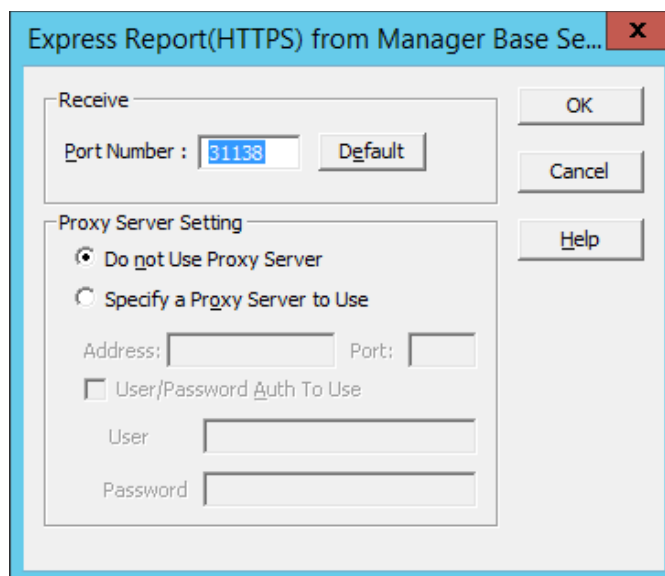 Express Report(HTTPS) from Manager Base Se...
x
Receive
OK
Port Number : 31138 Default
Cancel
Proxy Server Setting
Help
Do not Use Proxy Server
Specify a Proxy Server to Use
Address: Port:
User/Password Auth To Use
User
Password